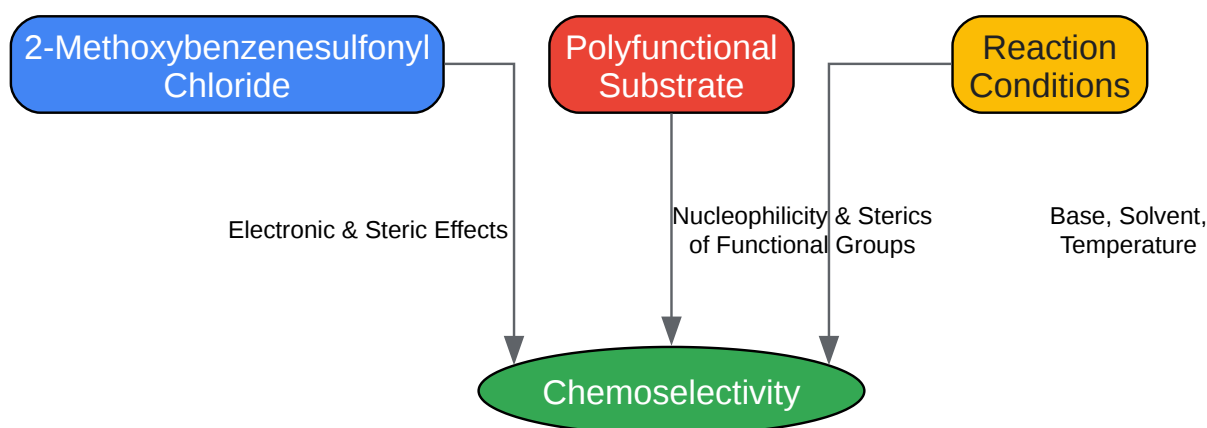 2-Methoxybenzenesulfonyl
Chloride
Polyfunctional
Substrate
Reaction
Conditions
Electronic & Steric Effects
Nucleophilicity & Sterics
of Functional Groups
Base, Solvent,
Temperature
Chemoselectivity